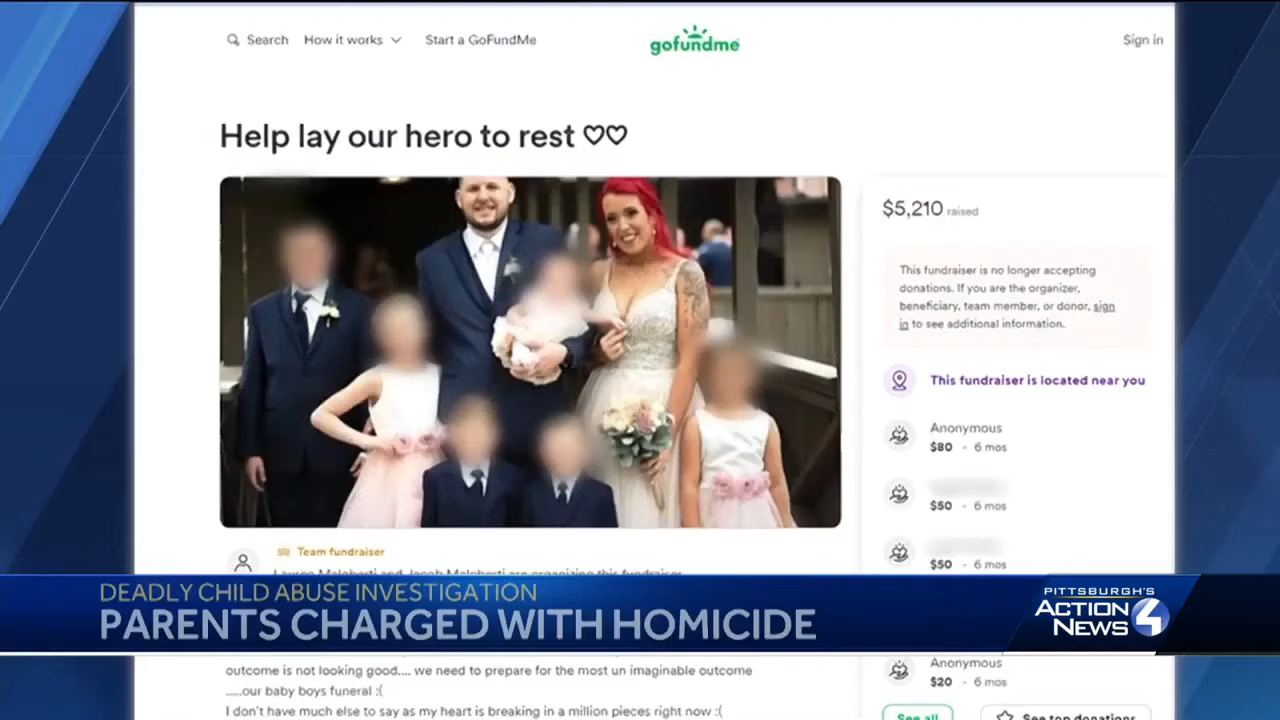 Search How it works Start a GoFundMe gofundme Sign in
Help lay our hero to rest ♡♡
$5,210 raised
This fundraiser is no longer accepting
donations. If you are the organizer,
beneficiary, team member, or donor, sign
in to see additional information.
This fundraiser is located near you
Anonymous
$80 - 6 mos
$50 - 6 mos
$50 - 6 mos
Team fundraiser
DEADLY CHILD ABUSE INVESTIGATION
PARENTS CHARGED WITH HOMICIDE
PITTSBURGH'S
ACTION
NEWS 4
outcome is not looking good.... we need to prepare for the most un imaginable outcome
.....our baby boys funeral :(
I don't have much else to say as my heart is breaking in a million pieces right now :(
Anonymous
$20 - 6 mos
See all
See top donations